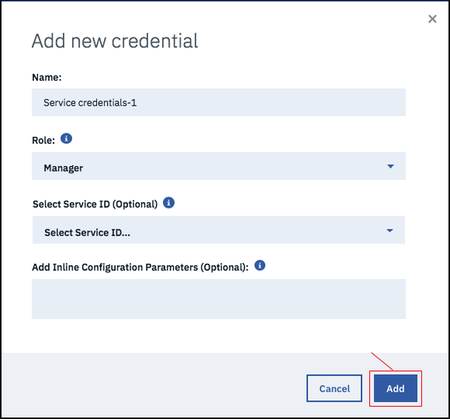 Add new credential
Name:
Service credentials-1
Role:
Manager
Select Service ID (Optional)
Select Service ID...
Add Inline Configuration Parameters (Optional):
Cancel
Add